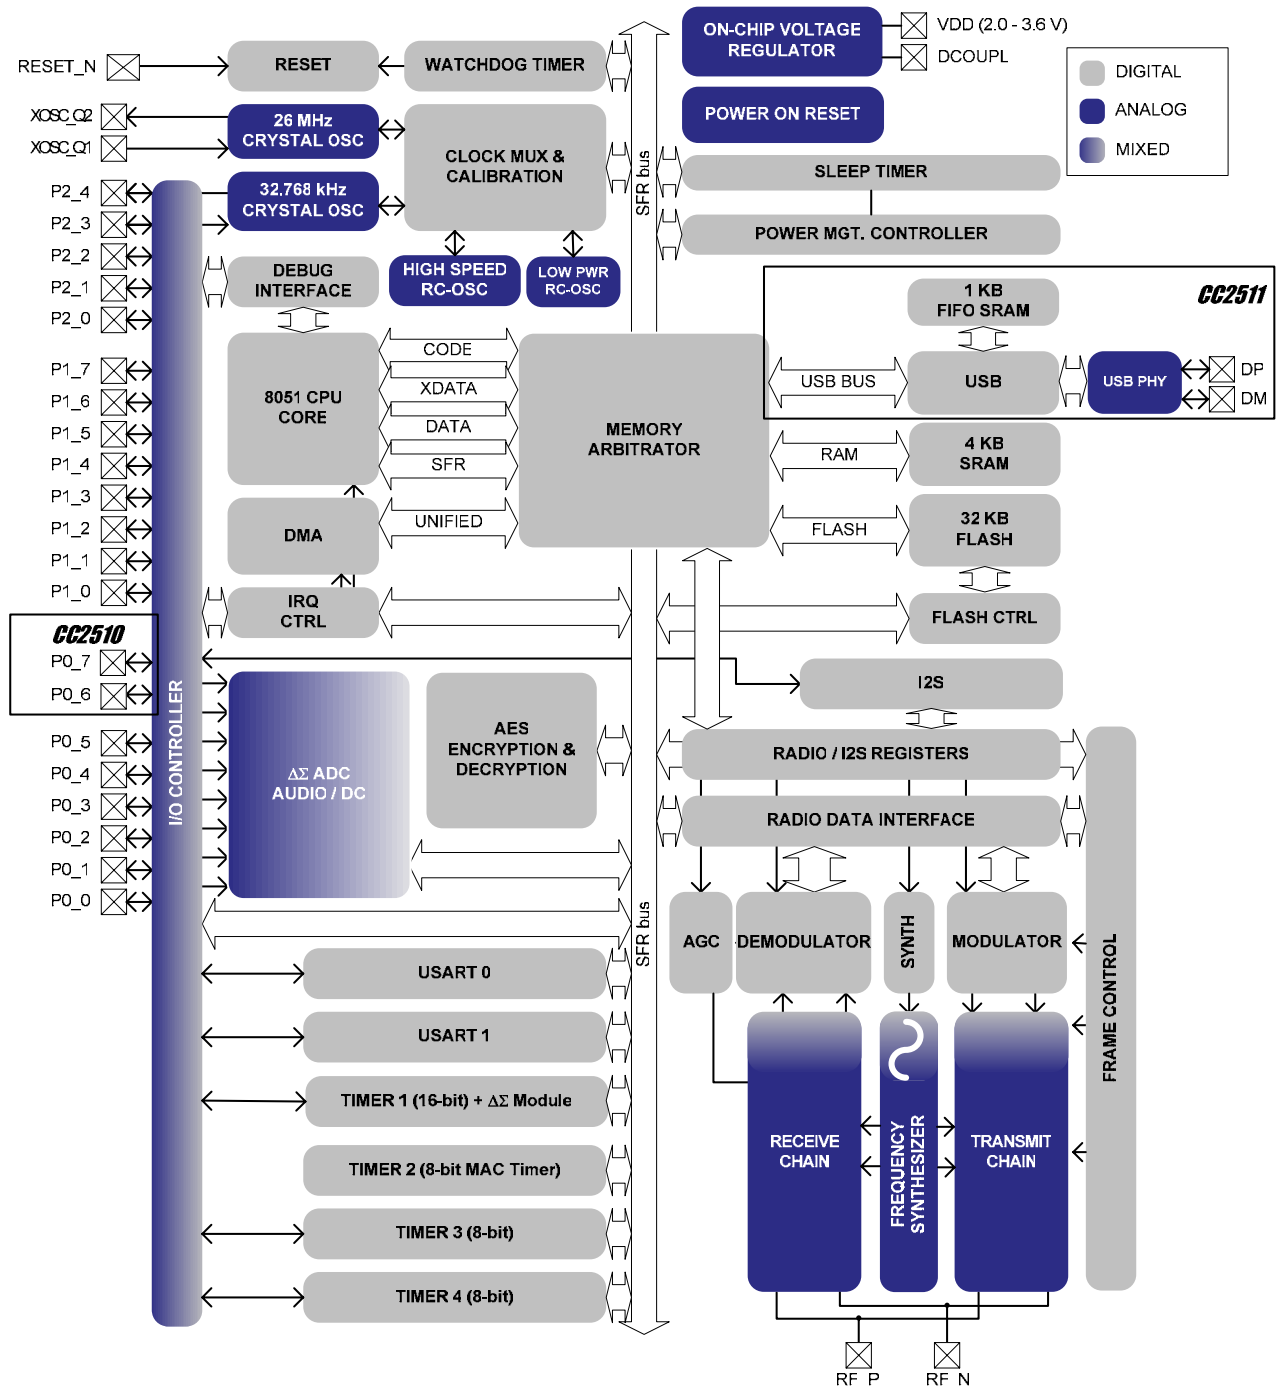 RESET_N
XOSC_Q2
XOSC_Q1
P2_4
P2_3
P2_2
P2_1
P2_0
P1_7
P1_6
P1_5
P1_4
P1_3
P1_2
P1_1
P1_0
CC2510
P0_7
P0_6
P0_5
P0_4
P0_3
P0_2
P0_1
P0_0
I/O CONTROLLER
RESET
WATCHDOG TIMER
26 MHz
CRYSTAL OSC
32.768 kHz
CRYSTAL OSC
CLOCK MUX &
CALIBRATION
HIGH SPEED
RC-OSC
LOW PWR
RC-OSC
DEBUG
INTERFACE
8051 CPU
CORE
CODE
XDATA
DATA
SFR
UNIFIED
DMA
IRQ
CTRL
MEMORY
ARBITRATOR
ΔΣ ADC
AUDIO / DC
AES
ENCRYPTION &
DECRYPTION
USART 0
USART 1
TIMER 1 (16-bit) + ΔΣ Module
TIMER 2 (8-bit MAC Timer)
TIMER 3 (8-bit)
TIMER 4 (8-bit)
SFR bus
SFR bus
ON-CHIP VOLTAGE
REGULATOR
VDD (2.0 - 3.6 V)
DCOUPL
POWER ON RESET
DIGITAL
ANALOG
MIXED
SLEEP TIMER
POWER MGT. CONTROLLER
CC2511
1 KB
FIFO SRAM
USB BUS
USB
USB PHY
DP
DM
RAM
4 KB
SRAM
FLASH
32 KB
FLASH
FLASH CTRL
I2S
RADIO / I2S REGISTERS
RADIO DATA INTERFACE
AGC
DEMODULATOR
SYNTH
MODULATOR
FRAME CONTROL
RECEIVE
CHAIN
FREQUENCY
SYNTHESIZER
TRANSMIT
CHAIN
RF_P
RF_N